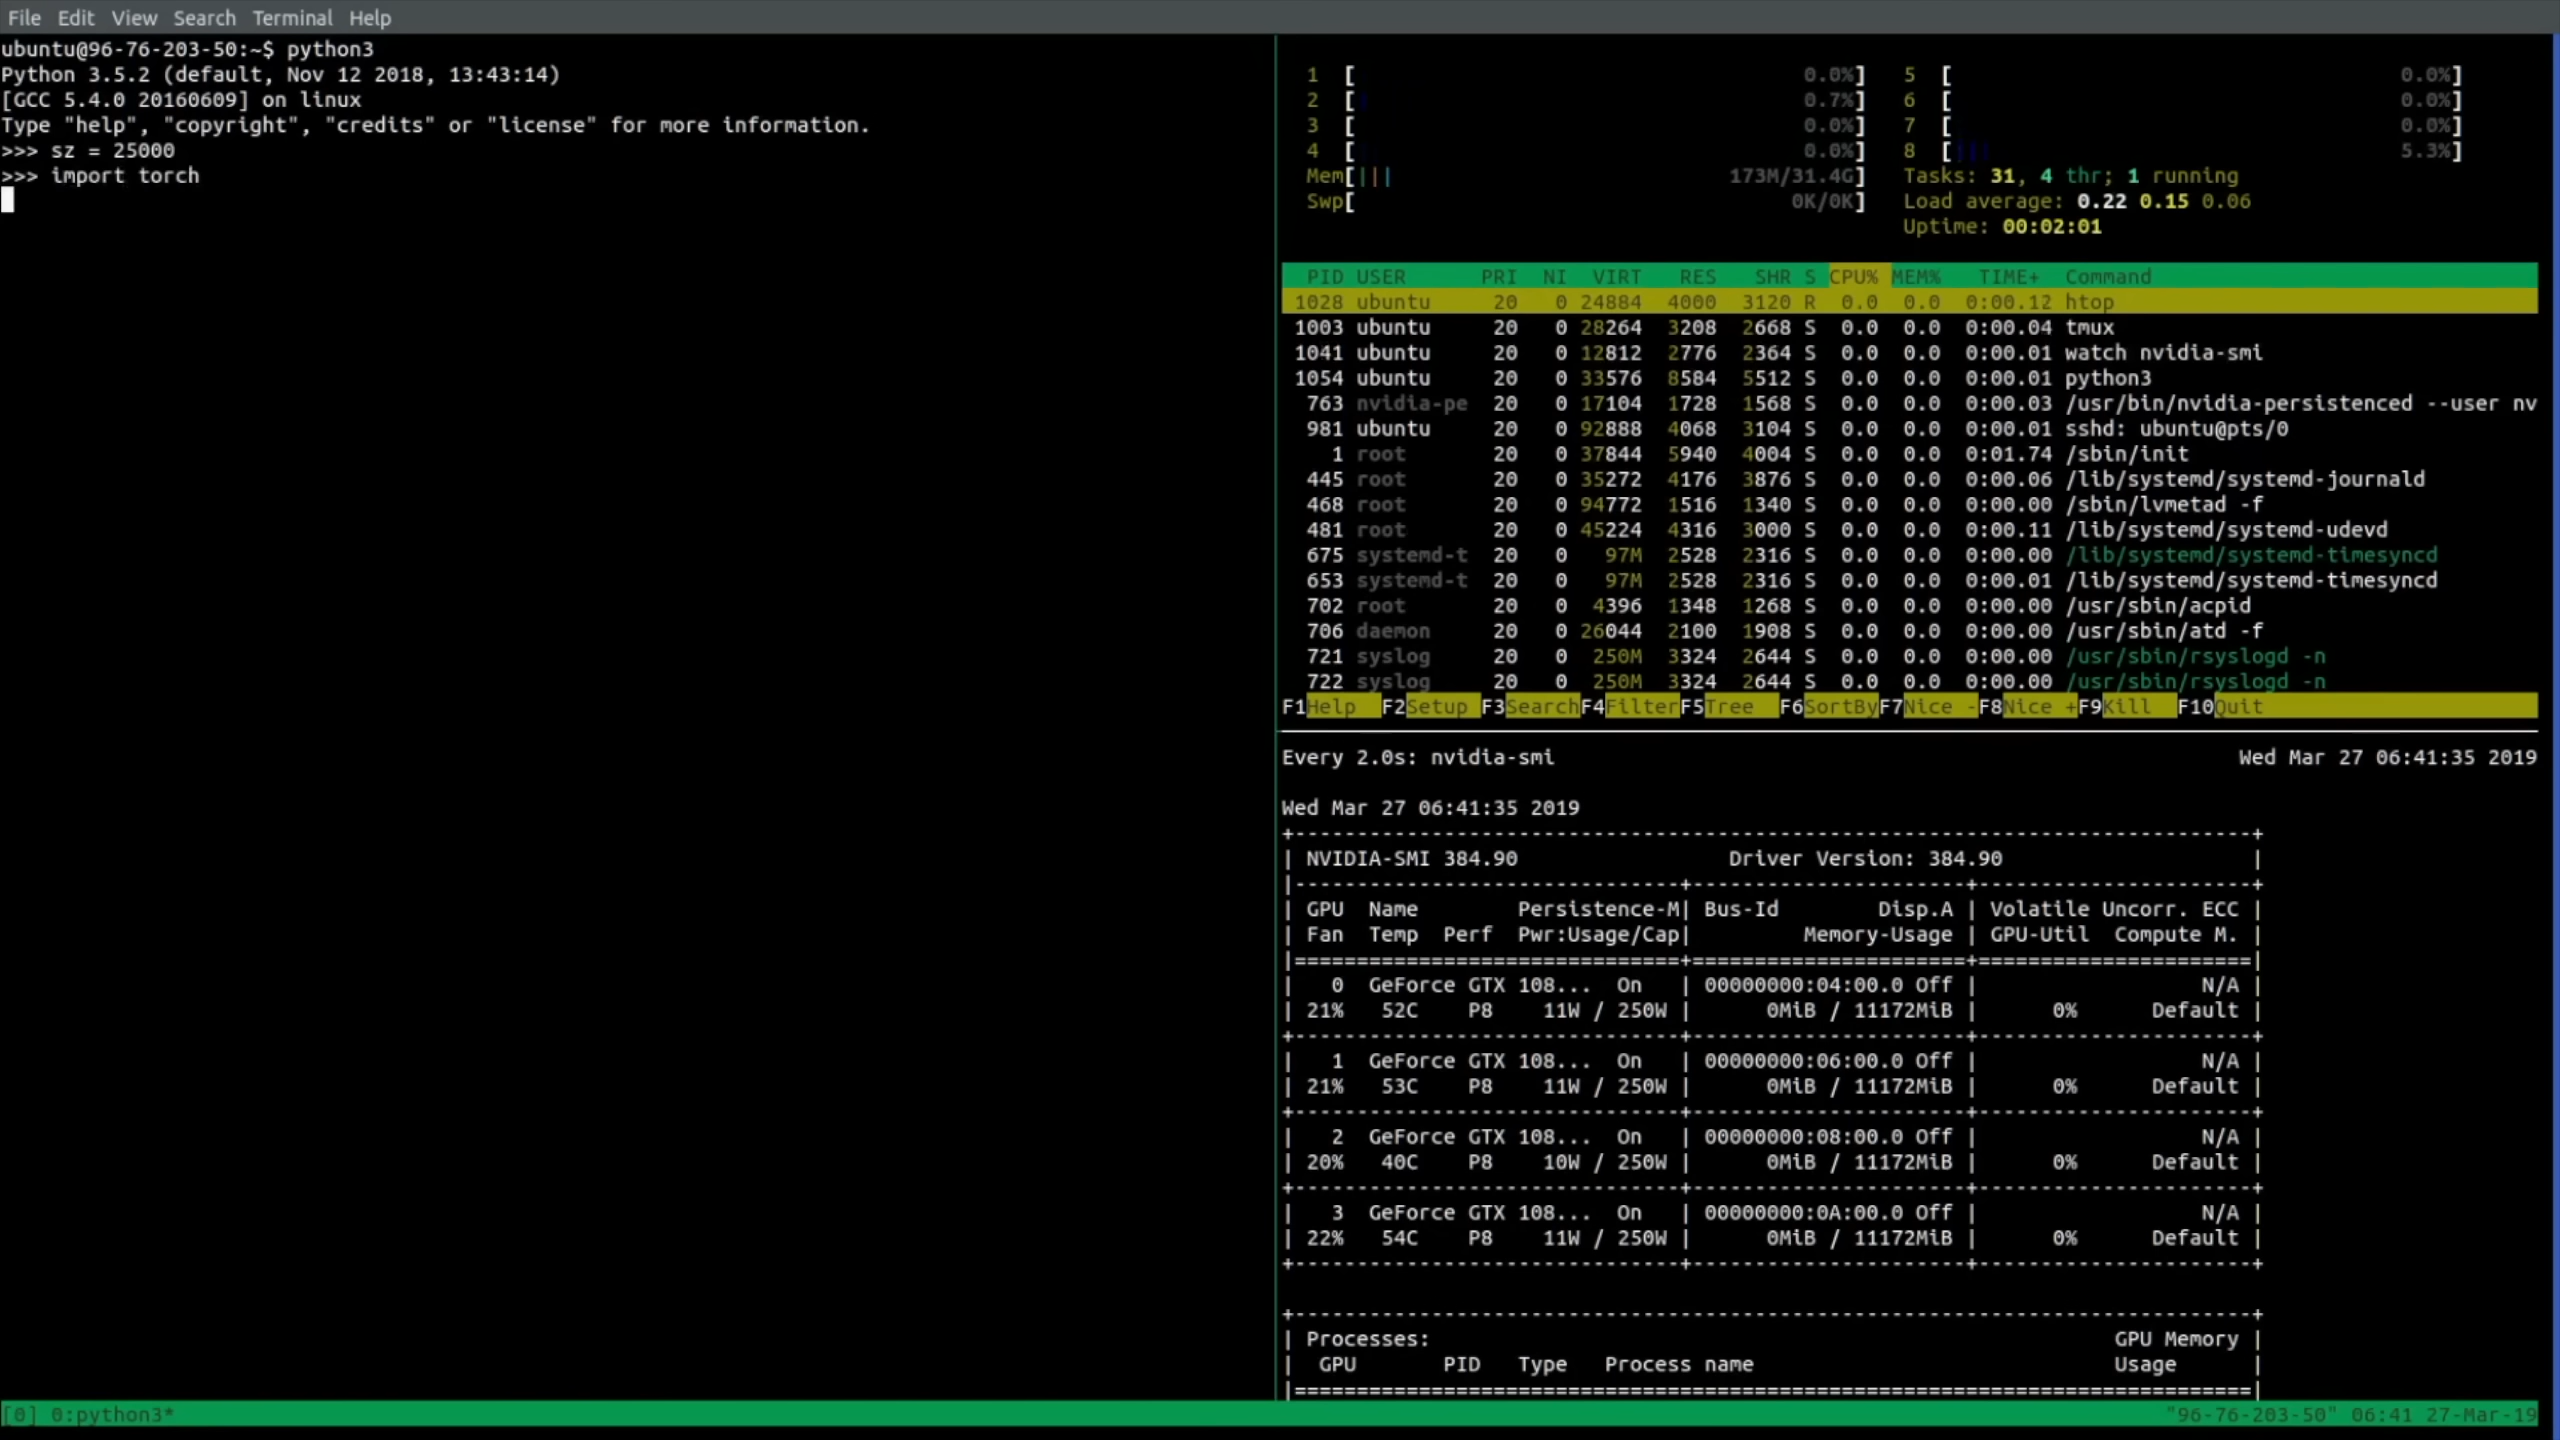 File Edit View Search Terminal Help
ubuntu@96-76-203-50:~$ python3
Python 3.5.2 (default, Nov 12 2018, 13:43:14)
[GCC 5.4.0 20160609] on linux
Type "help", "copyright", "credits" or "license" for more information.
>>> sz = 25000
>>> import torch
1 [ 0.0%] 5 [ 0.0%]
2 [ 0.7%] 6 [ 0.0%]
3 [ 0.0%] 7 [ 0.0%]
4 [ 0.0%] 8 [||| 5.3%]
Mem[||| 173M/31.4G] Tasks: 31, 4 thr; 1 running
Swp[ 0K/0K] Load average: 0.22 0.15 0.06
Uptime: 00:02:01
PID USER PRI NI VIRT RES SHR S CPU% MEM% TIME+ Command
1028 ubuntu 20 0 24884 4000 3120 R 0.0 0.0 0:00.12 htop
1003 ubuntu 20 0 28264 3208 2668 S 0.0 0.0 0:00.04 tmux
1041 ubuntu 20 0 12812 2776 2364 S 0.0 0.0 0:00.01 watch nvidia-smi
1054 ubuntu 20 0 33576 8584 5512 S 0.0 0.0 0:00.01 python3
763 nvidia-pe 20 0 17104 1728 1568 S 0.0 0.0 0:00.03 /usr/bin/nvidia-persistenced --user nv
981 ubuntu 20 0 92888 4068 3104 S 0.0 0.0 0:00.01 sshd: ubuntu@pts/0
1 root 20 0 37844 5940 4004 S 0.0 0.0 0:01.74 /sbin/init
445 root 20 0 35272 4176 3876 S 0.0 0.0 0:00.06 /lib/systemd/systemd-journald
468 root 20 0 94772 1516 1340 S 0.0 0.0 0:00.00 /sbin/lvmetad -f
481 root 20 0 45224 4316 3000 S 0.0 0.0 0:00.11 /lib/systemd/systemd-udevd
675 systemd-t 20 0 97M 2528 2316 S 0.0 0.0 0:00.00 /lib/systemd/systemd-timesyncd
653 systemd-t 20 0 97M 2528 2316 S 0.0 0.0 0:00.01 /lib/systemd/systemd-timesyncd
702 root 20 0 4396 1348 1268 S 0.0 0.0 0:00.00 /usr/sbin/acpid
706 daemon 20 0 26044 2100 1908 S 0.0 0.0 0:00.00 /usr/sbin/atd -f
721 syslog 20 0 250M 3324 2644 S 0.0 0.0 0:00.00 /usr/sbin/rsyslogd -n
722 syslog 20 0 250M 3324 2644 S 0.0 0.0 0:00.00 /usr/sbin/rsyslogd -n
F1Help F2Setup F3SearchF4FilterF5Tree F6SortByF7Nice -F8Nice +F9Kill F10Quit
Every 2.0s: nvidia-smi Wed Mar 27 06:41:35 2019
Wed Mar 27 06:41:35 2019
+-----------------------------------------------------------------------------+
| NVIDIA-SMI 384.90 Driver Version: 384.90 |
|-------------------------------+----------------------+----------------------+
| GPU Name Persistence-M| Bus-Id Disp.A | Volatile Uncorr. ECC |
| Fan Temp Perf Pwr:Usage/Cap| Memory-Usage | GPU-Util Compute M. |
|===============================+======================+======================|
| 0 GeForce GTX 108... On | 00000000:04:00.0 Off | N/A |
| 21% 52C P8 11W / 250W | 0MiB / 11172MiB | 0% Default |
+-------------------------------+----------------------+----------------------+
| 1 GeForce GTX 108... On | 00000000:06:00.0 Off | N/A |
| 21% 53C P8 11W / 250W | 0MiB / 11172MiB | 0% Default |
+-------------------------------+----------------------+----------------------+
| 2 GeForce GTX 108... On | 00000000:08:00.0 Off | N/A |
| 20% 40C P8 10W / 250W | 0MiB / 11172MiB | 0% Default |
+-------------------------------+----------------------+----------------------+
| 3 GeForce GTX 108... On | 00000000:0A:00.0 Off | N/A |
| 22% 54C P8 11W / 250W | 0MiB / 11172MiB | 0% Default |
+-------------------------------+----------------------+----------------------+
+-----------------------------------------------------------------------------+
| Processes: GPU Memory |
| GPU PID Type Process name Usage |
|=============================================================================|
[0] 0:python3* "96-76-203-50" 06:41 27-Mar-19